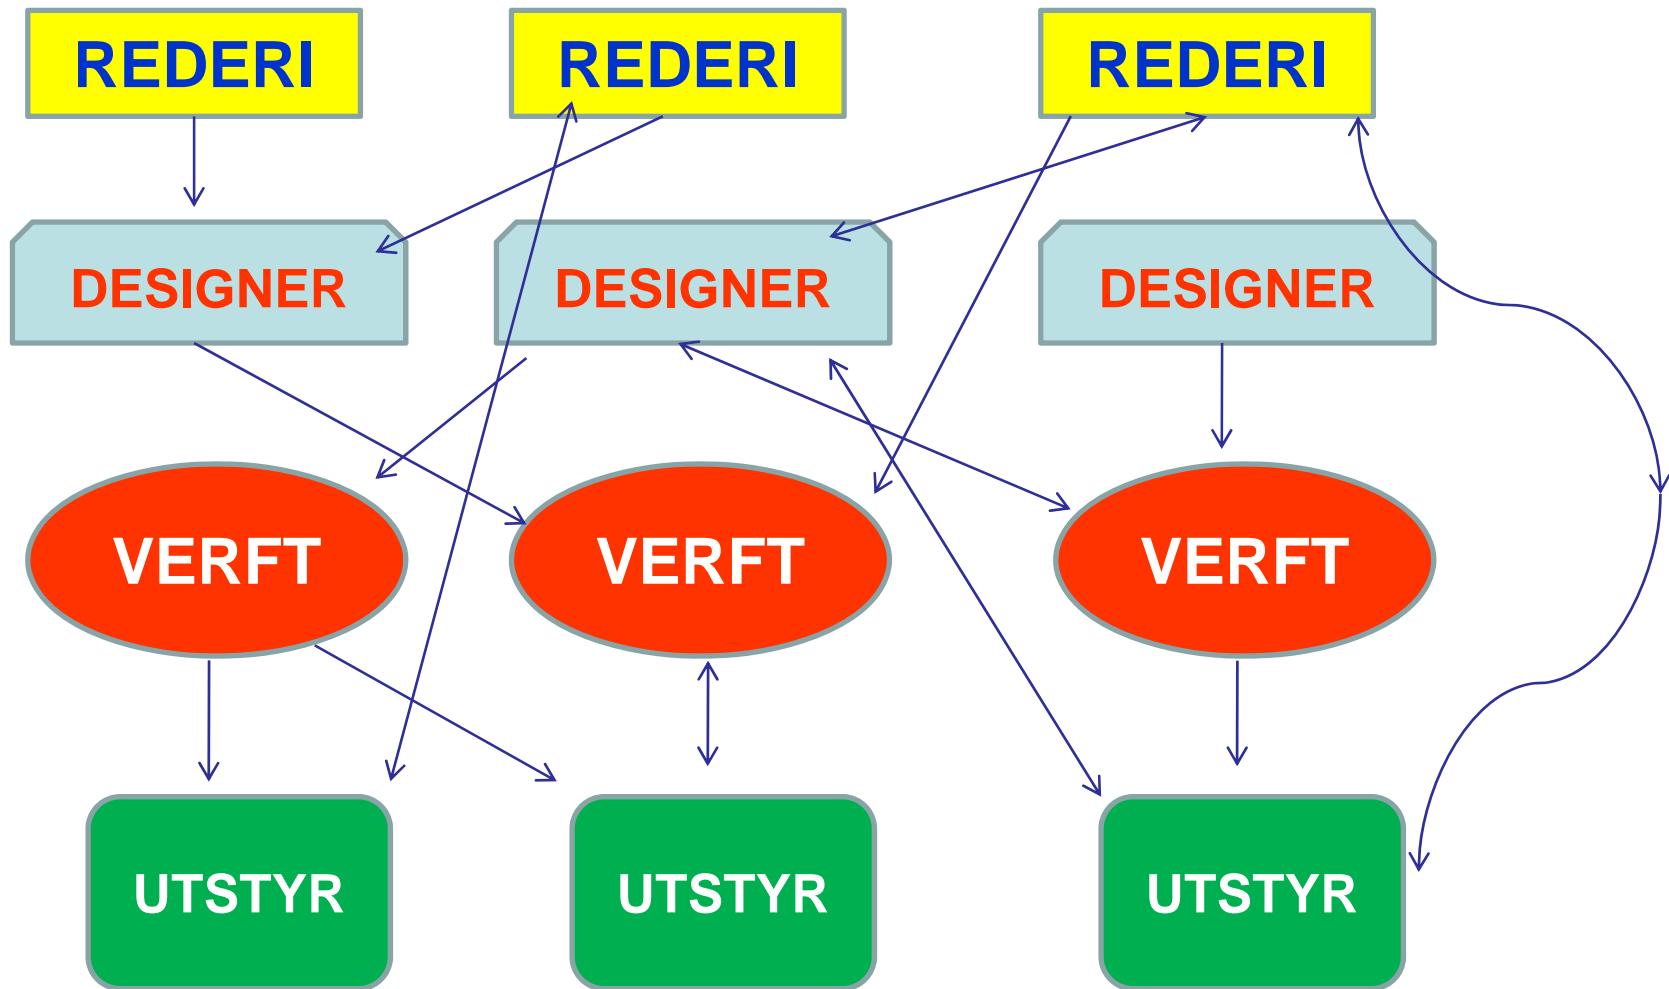 REDERI
REDERI
REDERI
DESIGNER
DESIGNER
DESIGNER
VERFT
VERFT
VERFT
UTSTYR
UTSTYR
UTSTYR